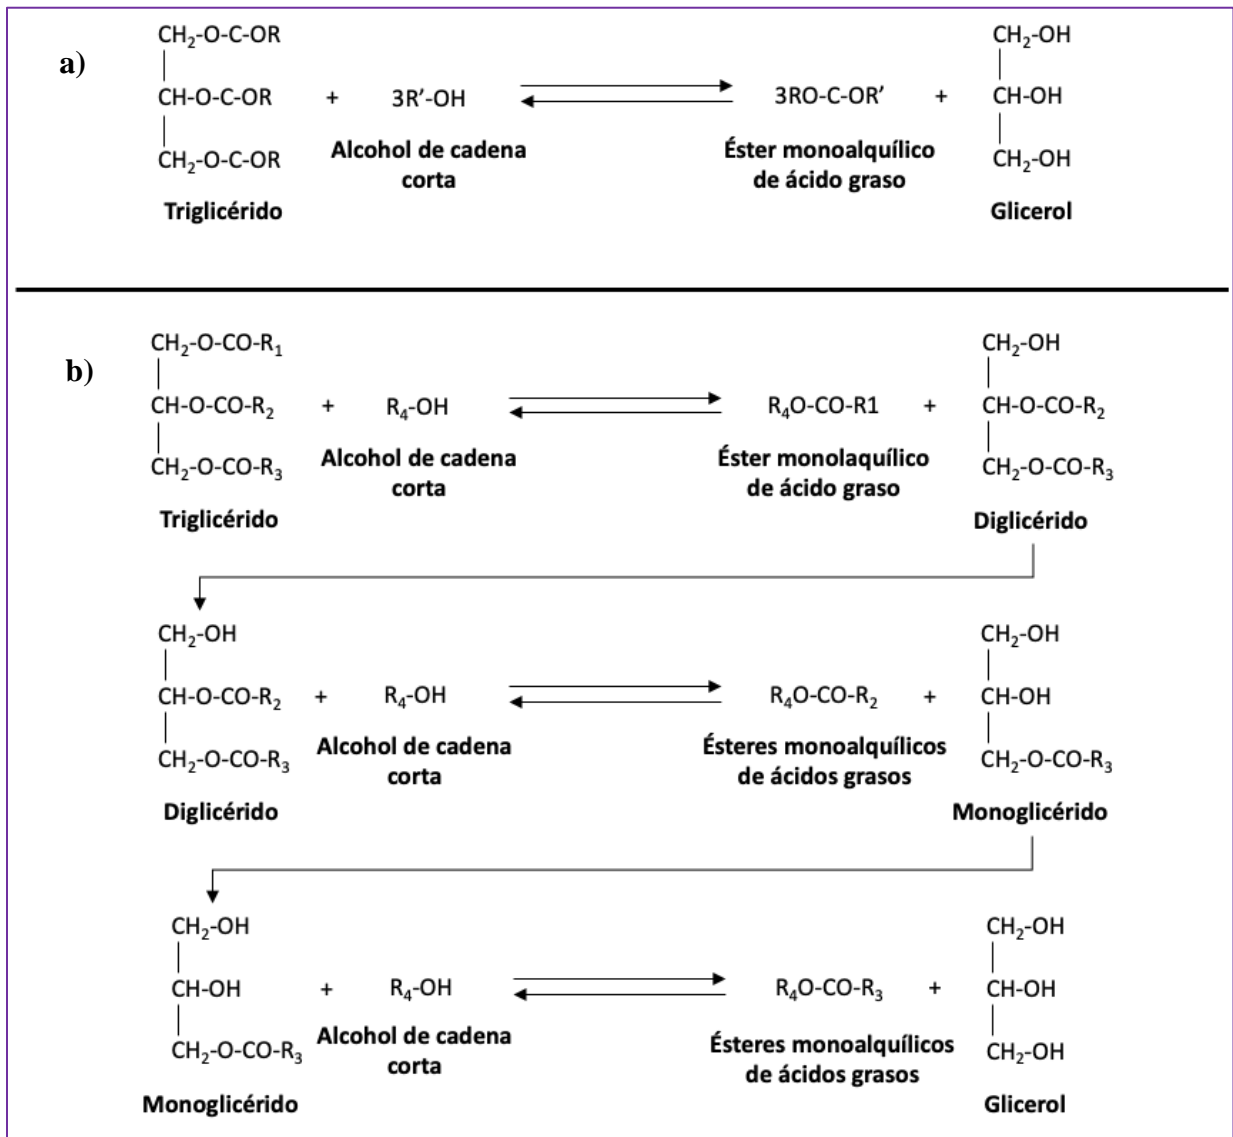 a)
CH₂-O-C-OR
CH-O-C-OR + 3R’-OH 3RO-C-OR’ + CH-OH
CH₂-OH
CH₂-O-C-OR
CH₂-OH
Alcohol de cadena
corta
Éster monoalquílico
de ácido graso
Triglicérido
Glicerol
b)
CH₂-O-CO-R₁
CH₂-OH
CH-O-CO-R₂ + R₄-OH R₄O-CO-R1 + CH-O-CO-R₂
CH₂-O-CO-R₃
CH₂-O-CO-R₃
Alcohol de cadena
corta
Éster monolaquílico
de ácido graso
Triglicérido
Diglicérido
CH₂-OH
CH₂-OH
CH-O-CO-R₂ + R₄-OH R₄O-CO-R₂ + CH-OH
CH₂-O-CO-R₃
CH₂-O-CO-R₃
Alcohol de cadena
corta
Ésteres monoalquílicos
de ácidos grasos
Diglicérido
Monoglicérido
CH₂-OH
CH₂-OH
CH-OH + R₄-OH R₄O-CO-R₃ + CH-OH
CH₂-O-CO-R₃
CH₂-OH
Alcohol de cadena
corta
Ésteres monoalquílicos
de ácidos grasos
Monoglicérido
Glicerol